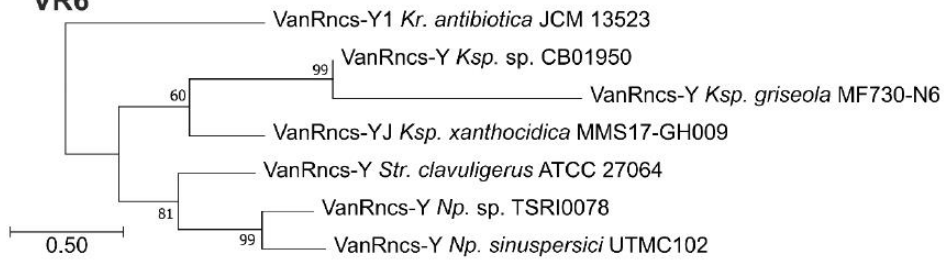 VR6
VanRncs-Y1 Kr. antibiotica JCM 13523
VanRncs-Y Ksp. sp. CB01950
99
VanRncs-Y Ksp. griseola MF730-N6
60
VanRncs-YJ Ksp. xanthocidica MMS17-GH009
VanRncs-Y Str. clavuligerus ATCC 27064
81
VanRncs-Y Np. sp. TSRI0078
99
VanRncs-Y Np. sinuspersici UTMC102
0.50